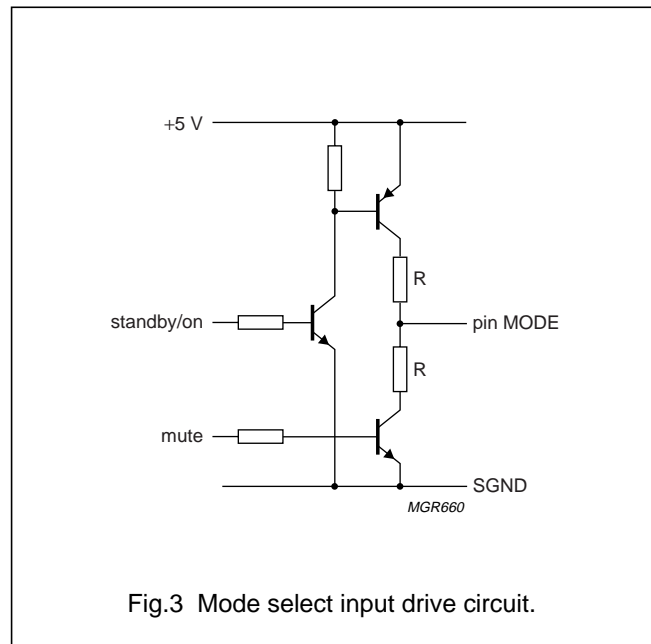 +5 V
R
standby/on
pin MODE
R
mute
SGND
MGR660
Fig.3 Mode select input drive circuit.